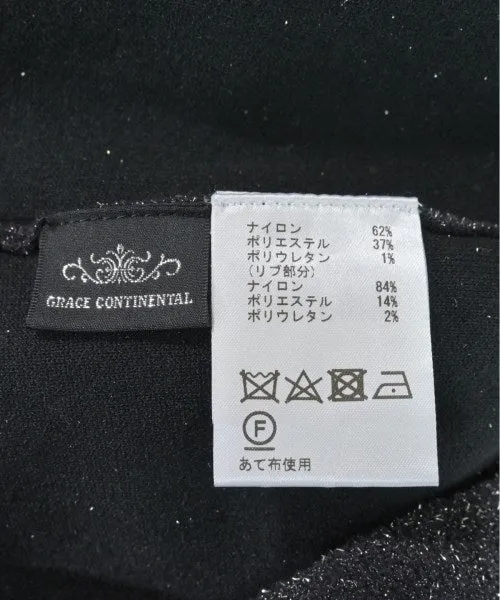 GRACE CONTINENTAL
ナイロン 62%
ポリエステル 37%
ポリウレタン 1%
(リブ部分)
ナイロン 84%
ポリエステル 14%
ポリウレタン 2%
F
あて布使用